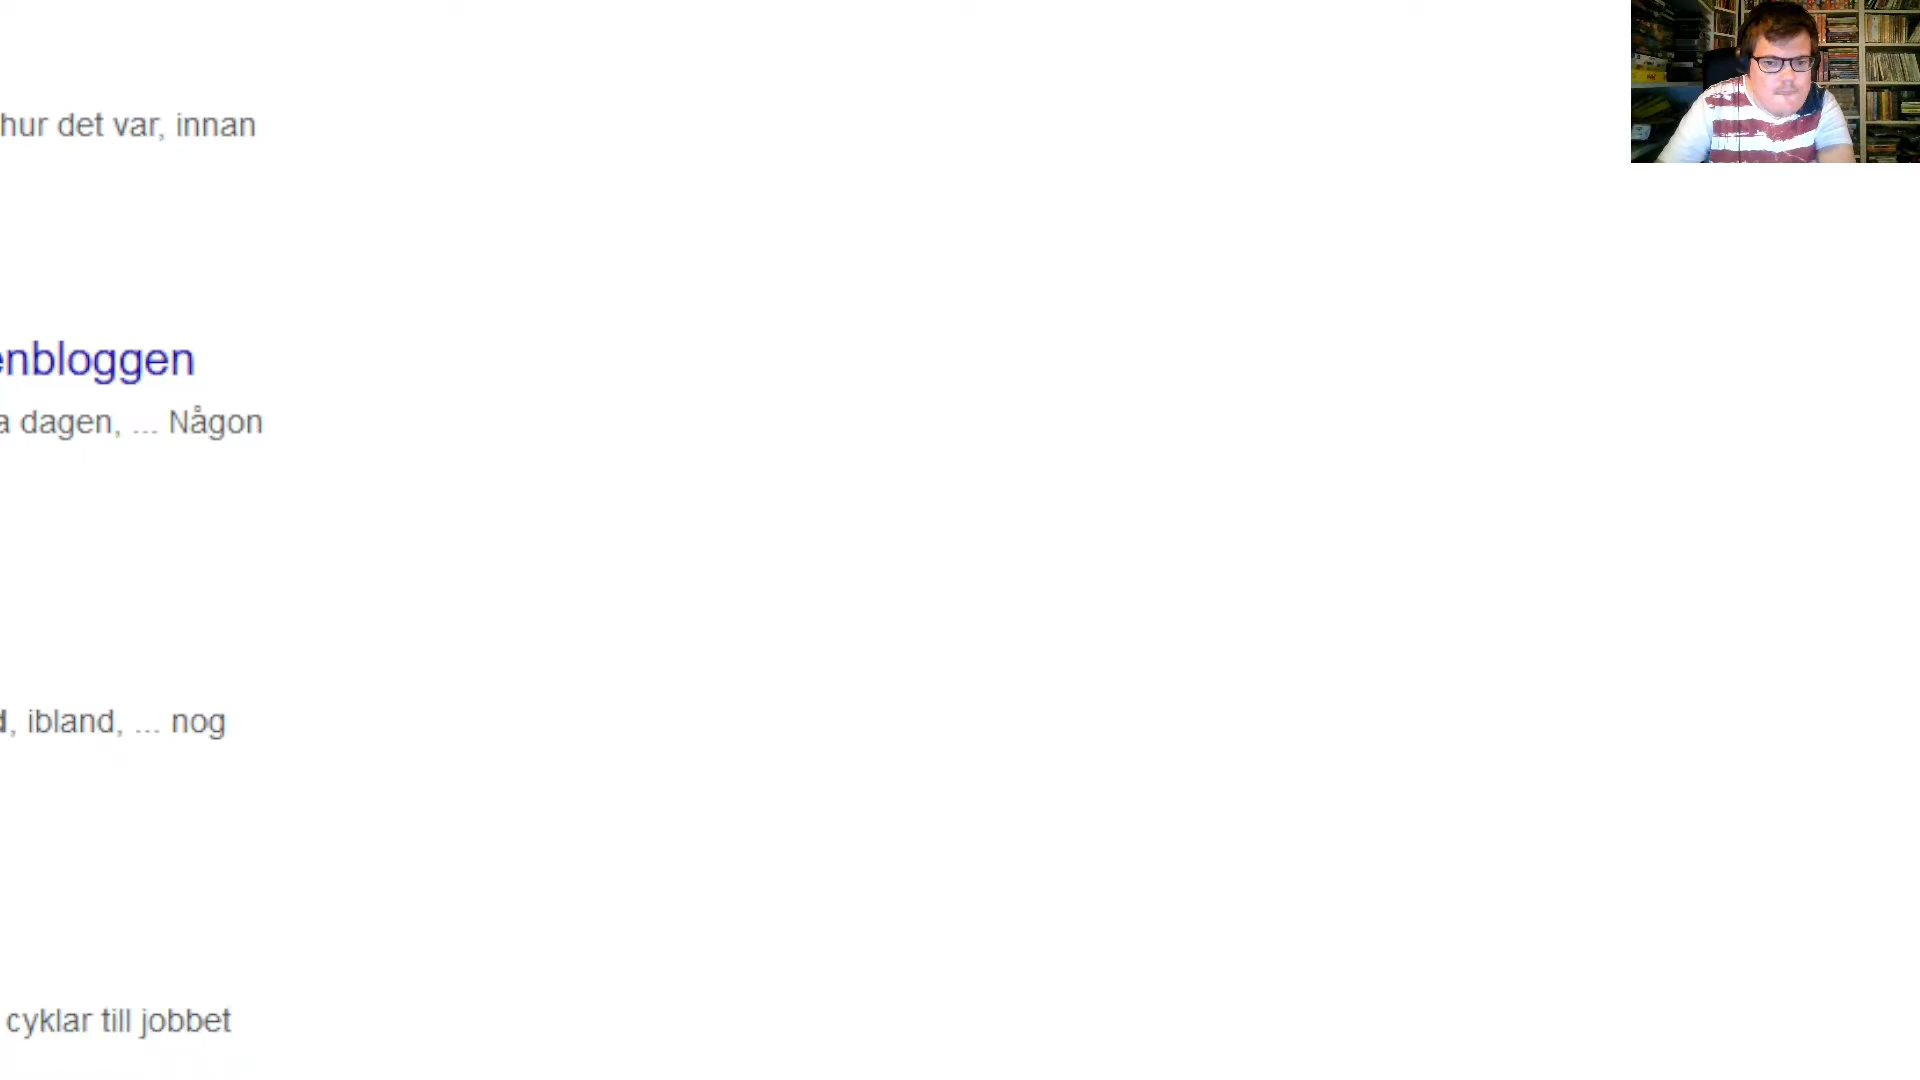 hur det var, innan
enbloggen
a dagen, ... Någon
d, ibland, ... nog
cyklar till jobbet